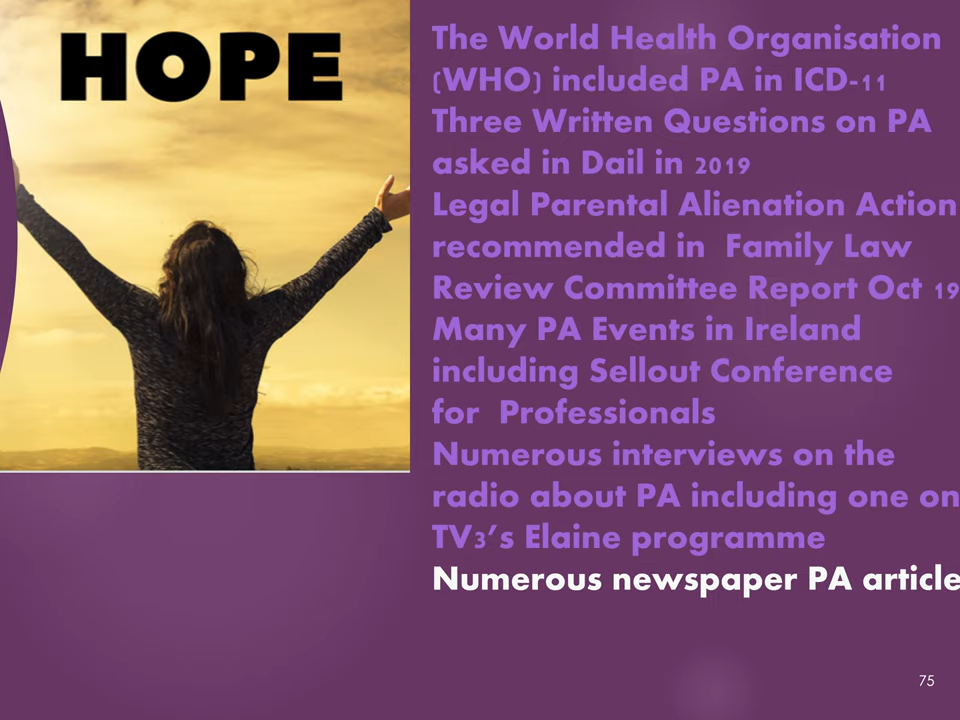 HOPE
The World Health Organisation
(WHO) included PA in ICD-11
Three Written Questions on PA
asked in Dail in 2019
Legal Parental Alienation Action
recommended in Family Law
Review Committee Report Oct 19
Many PA Events in Ireland
including Sellout Conference
for Professionals
Numerous interviews on the
radio about PA including one on
TV3’s Elaine programme
Numerous newspaper PA article
75